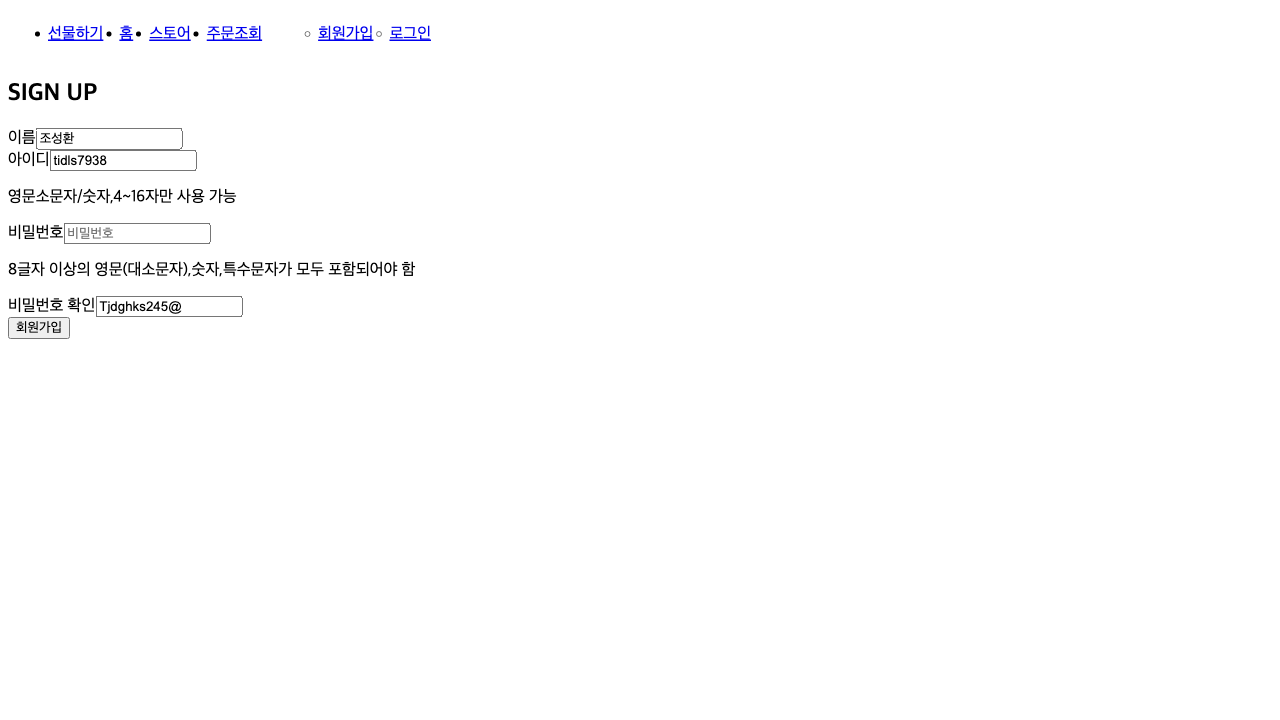 선물하기 홈 스토어 주문조회 회원가입 로그인
SIGN UP
이름 조성환
아이디 tidls7938
영문소문자/숫자,4~16자만 사용 가능
비밀번호 비밀번호
8글자 이상의 영문(대소문자),숫자,특수문자가 모두 포함되어야 함
비밀번호 확인 Tjdghks245@
회원가입